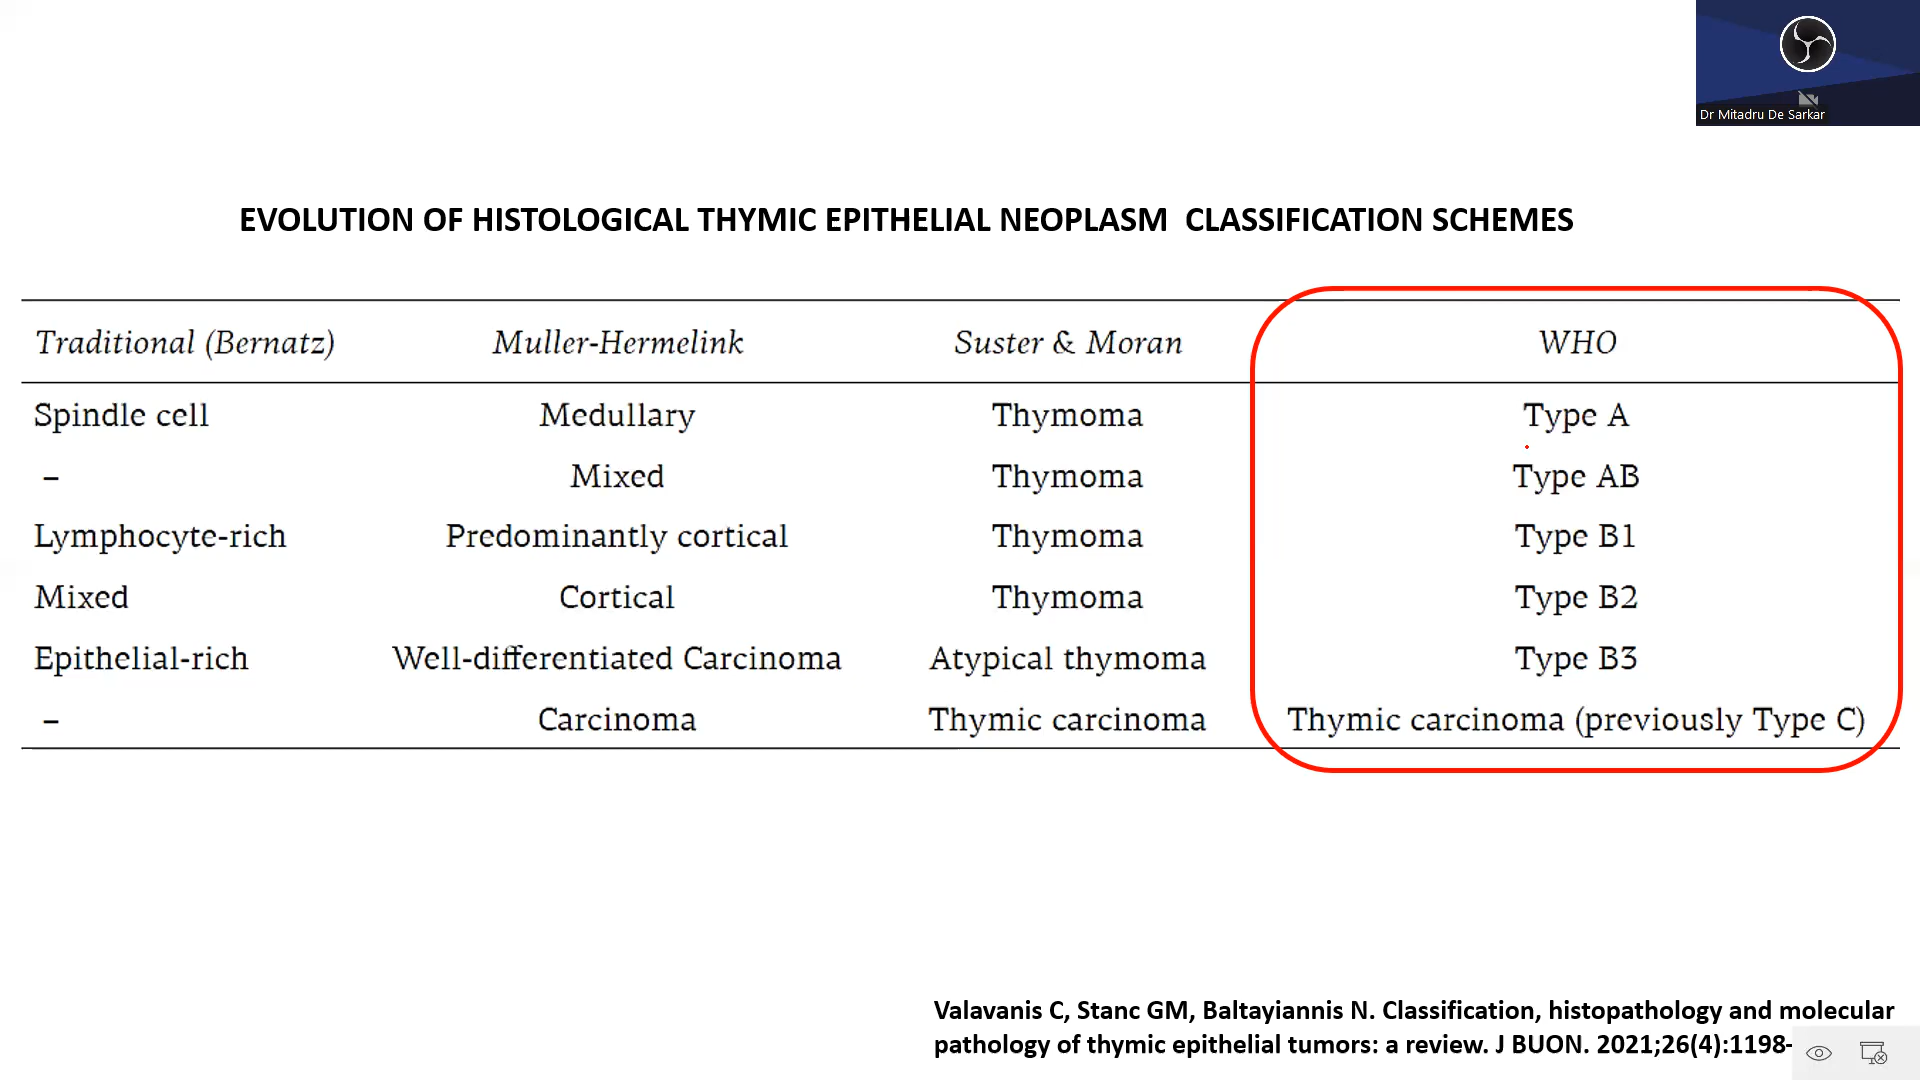 Dr Mitadru De Sarkar
EVOLUTION OF HISTOLOGICAL THYMIC EPITHELIAL NEOPLASM CLASSIFICATION SCHEMES
Traditional (Bernatz) Muller-Hermelink Suster & Moran WHO
Spindle cell Medullary Thymoma Type A
– Mixed Thymoma Type AB
Lymphocyte-rich Predominantly cortical Thymoma Type B1
Mixed Cortical Thymoma Type B2
Epithelial-rich Well-differentiated Carcinoma Atypical thymoma Type B3
– Carcinoma Thymic carcinoma Thymic carcinoma (previously Type C)
Valavanis C, Stanc GM, Baltayiannis N. Classification, histopathology and molecular
pathology of thymic epithelial tumors: a review. J BUON. 2021;26(4):1198-